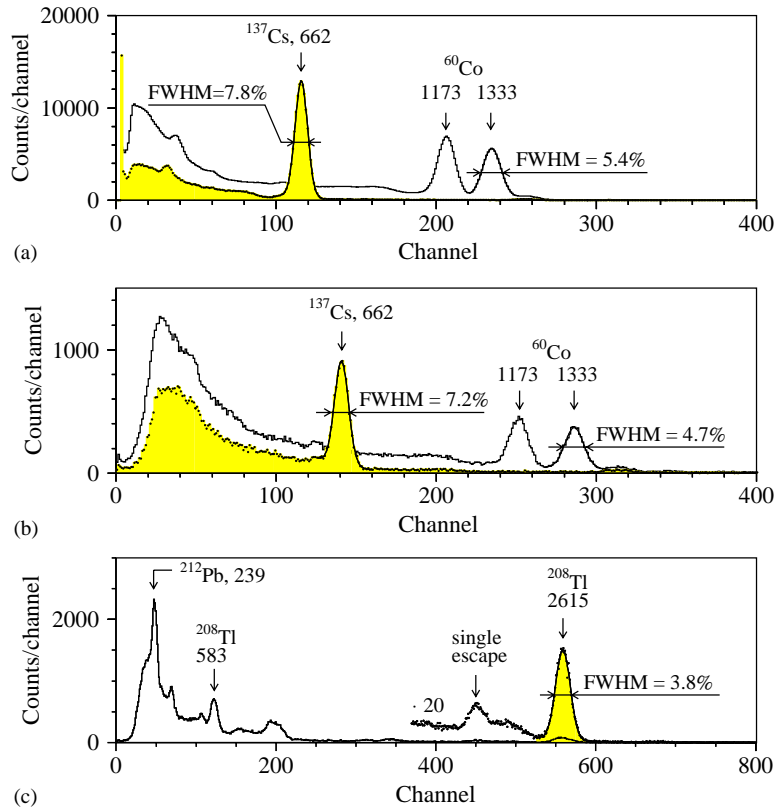 20000
10000
0
Counts/channel
¹³⁷Cs, 662
FWHM=7.8%
⁶⁰Co
1173 1333
FWHM = 5.4%
0 100 200 300 400
Channel
(a)
1000
0
Counts/channel
¹³⁷Cs, 662
⁶⁰Co
1173 1333
FWHM = 7.2%
FWHM = 4.7%
0 100 200 300 400
Channel
(b)
2000
0
Counts/channel
²¹²Pb, 239
²⁰⁸Tl
583
single
escape
· 20
²⁰⁸Tl
2615
FWHM = 3.8%
0 200 400 600 800
Channel
(c)